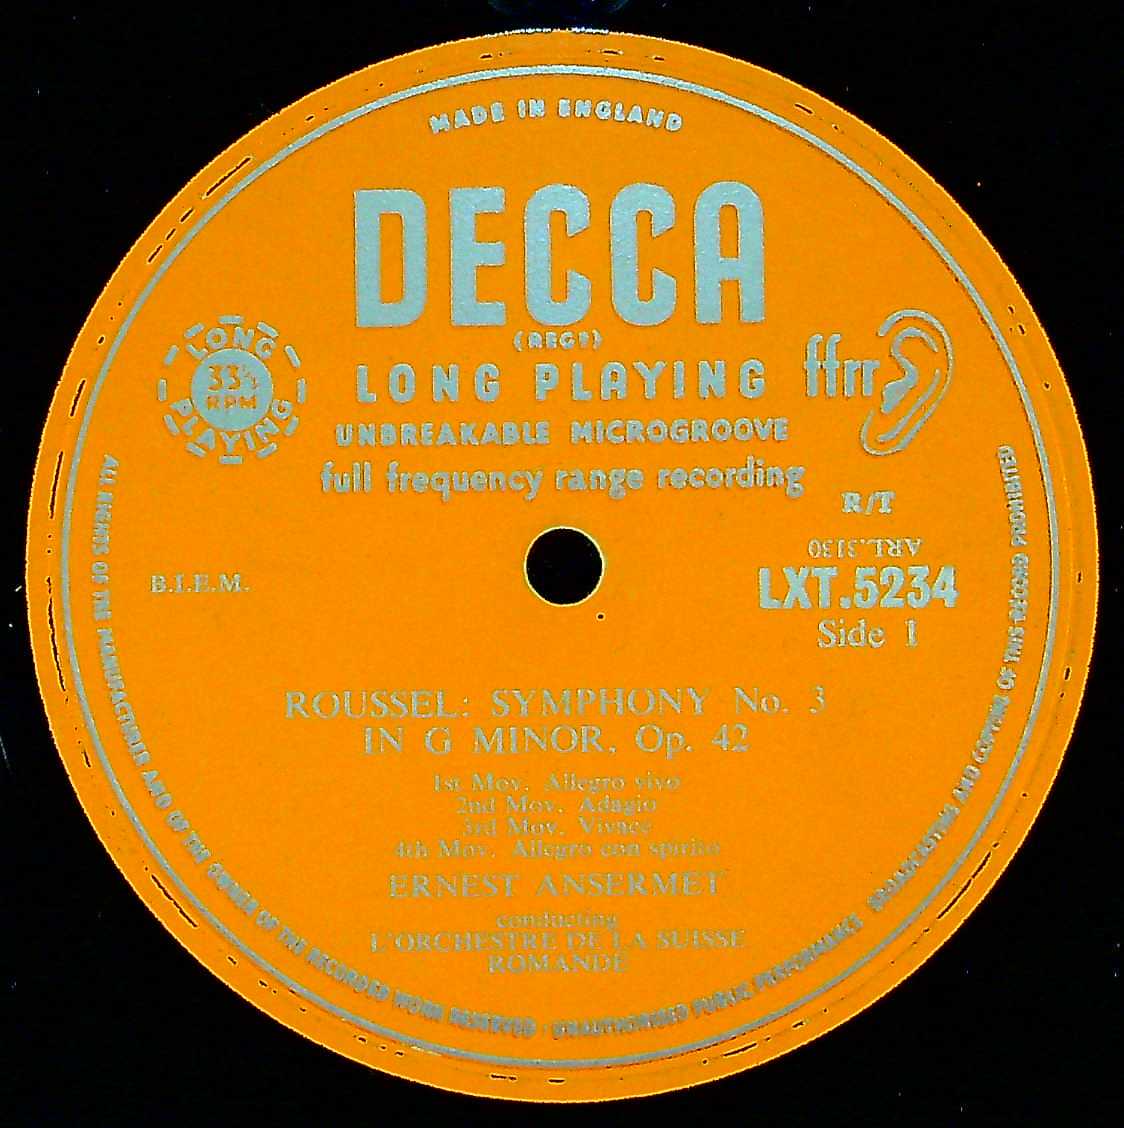 MADE IN ENGLAND
DECCA
(REGD)
LONG PLAYING
UNBREAKABLE MICROGROOVE
full frequency range recording
LONG
33⅓
RPM
PLAYING
ffrr
R/T
ARL.3130
LXT.5234
Side 1
B.I.E.M.
ROUSSEL: SYMPHONY No. 3
IN G MINOR, Op. 42
1st Mov. Allegro vivo
2nd Mov. Adagio
3rd Mov. Vivace
4th Mov. Allegro con spirito
ERNEST ANSERMET
conducting
L'ORCHESTRE DE LA SUISSE
ROMANDE
ALL RIGHTS OF THE MANUFACTURER AND OF THE OWNER OF THE RECORDED WORK RESERVED · UNAUTHORISED PUBLIC PERFORMANCE BROADCASTING AND COPYING OF THIS RECORD PROHIBITED